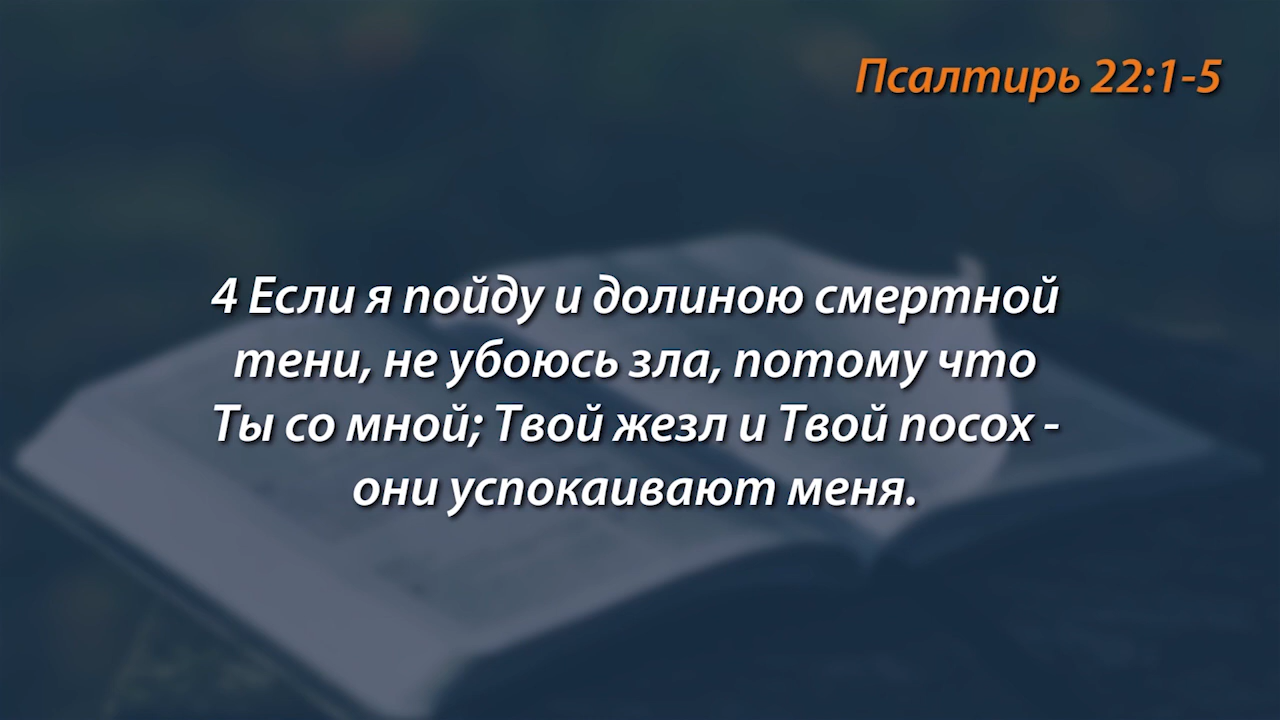 Псалтирь 22:1-5
4 Если я пойду и долиною смертной
тени, не убоюсь зла, потому что
Ты со мной; Твой жезл и Твой посох -
они успокаивают меня.